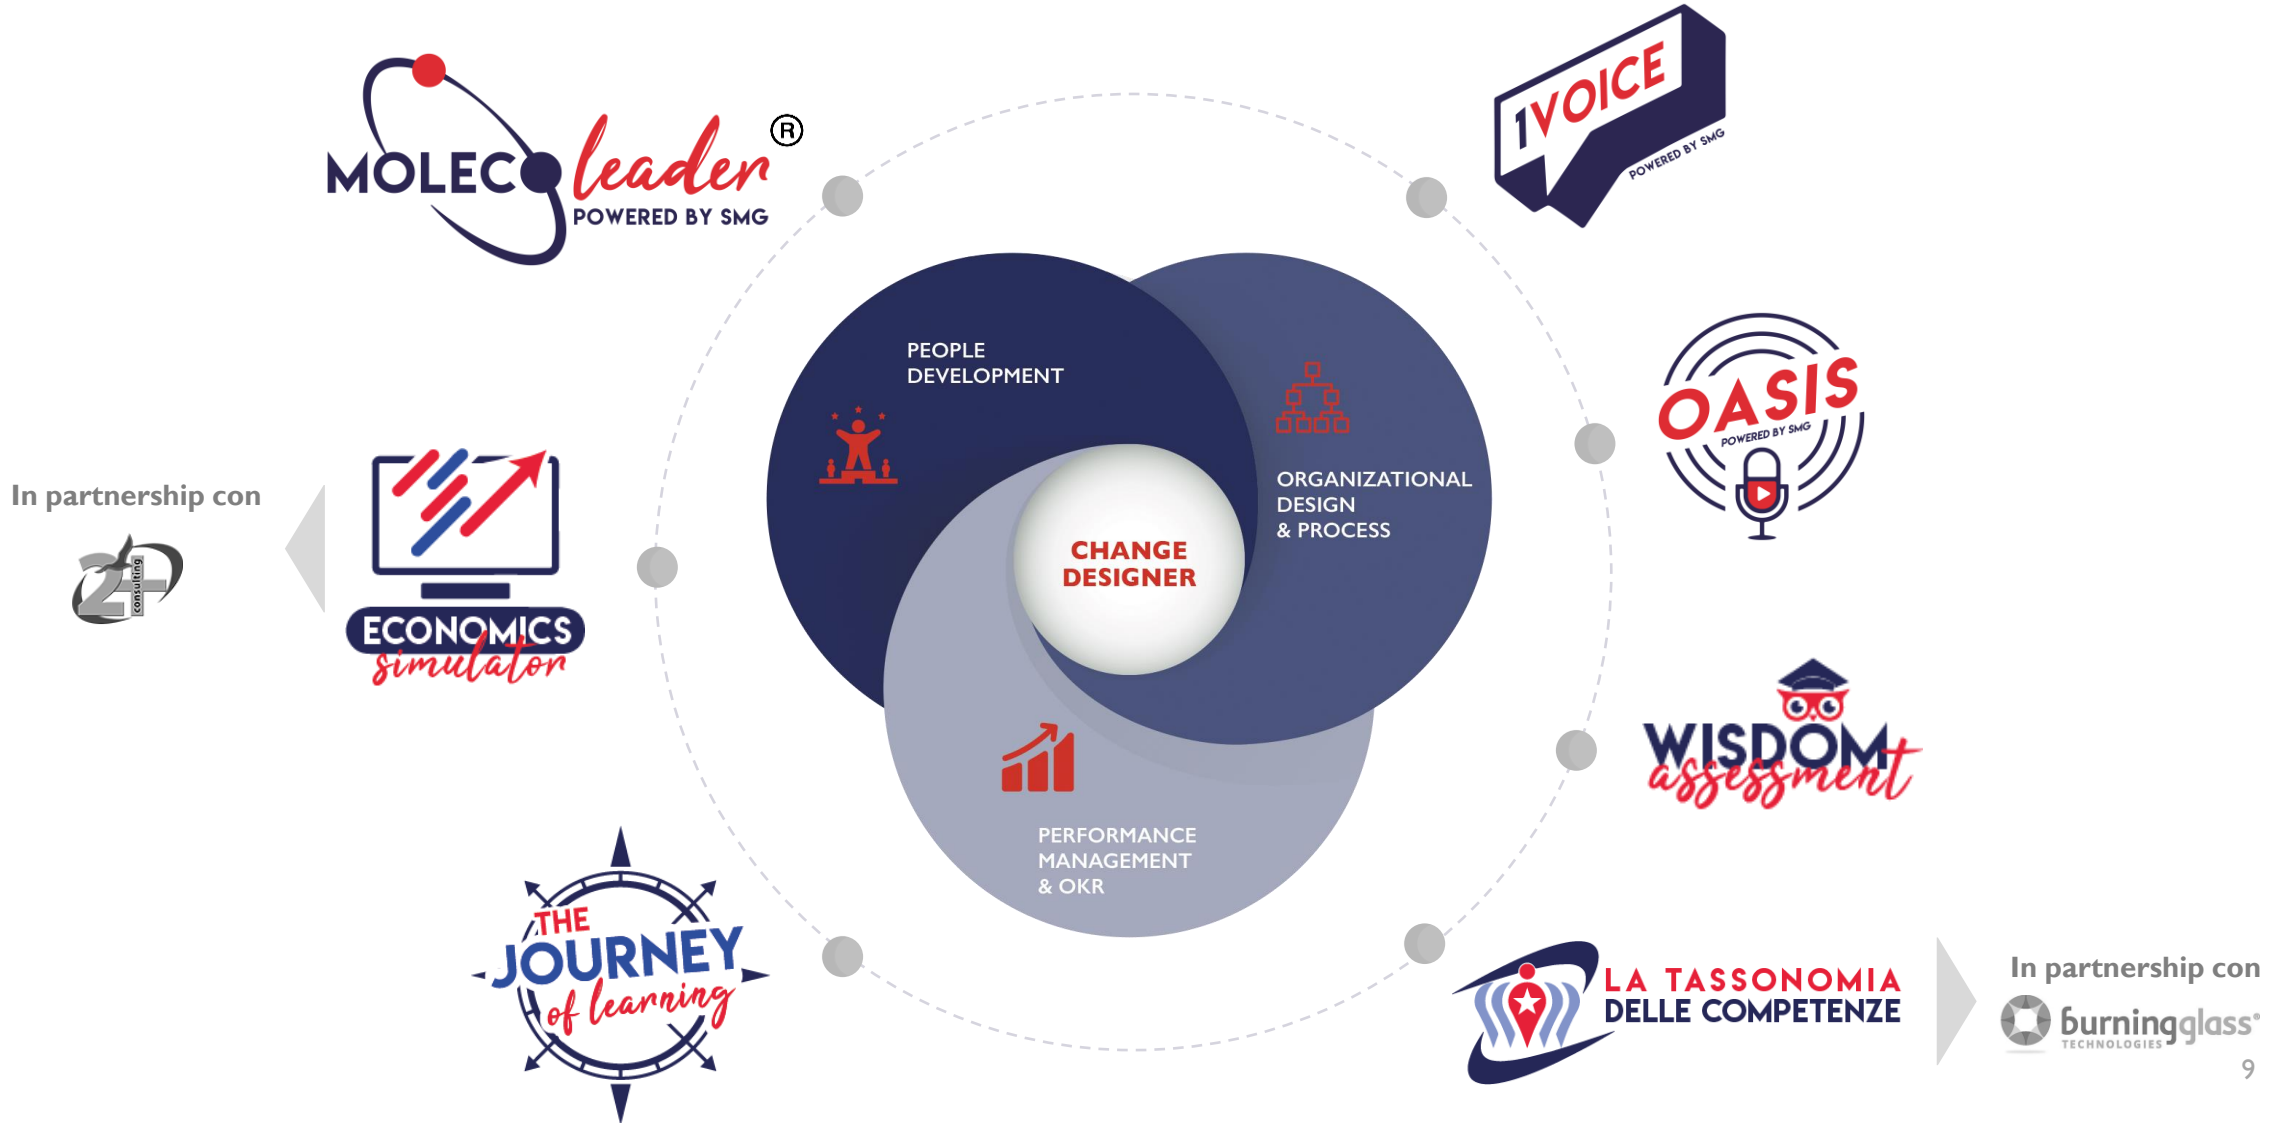 MOLECO leader ®
POWERED BY SMG
1VOICE
POWERED BY SMG
PEOPLE
DEVELOPMENT
ORGANIZATIONAL
DESIGN
& PROCESS
CHANGE
DESIGNER
PERFORMANCE
MANAGEMENT
& OKR
OASIS
POWERED BY SMG
In partnership con
2+
consulting
ECONOMICS
simulator
WISDOM
assessment
THE
JOURNEY
of learning
LA TASSONOMIA
DELLE COMPETENZE
In partnership con
burningglass®
TECHNOLOGIES
9